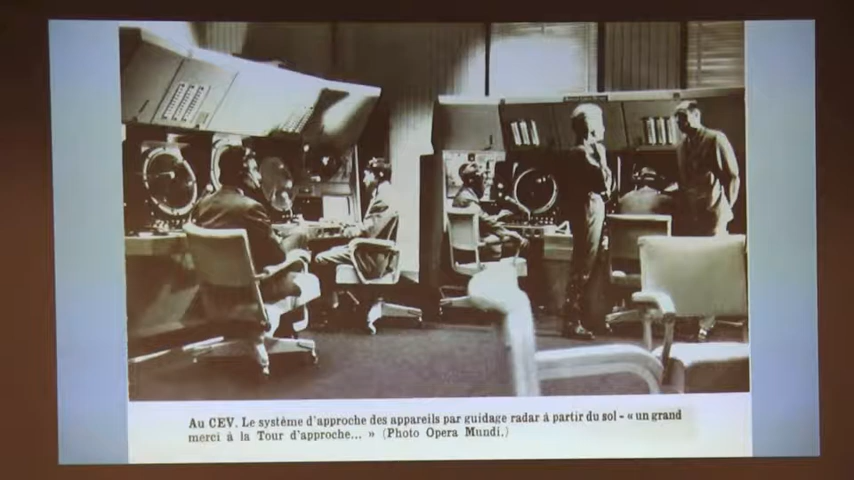 Au CEV. Le système d'approche des appareils par guidage radar à partir du sol - « un grand
merci à la Tour d'approche... » (Photo Opera Mundi.)